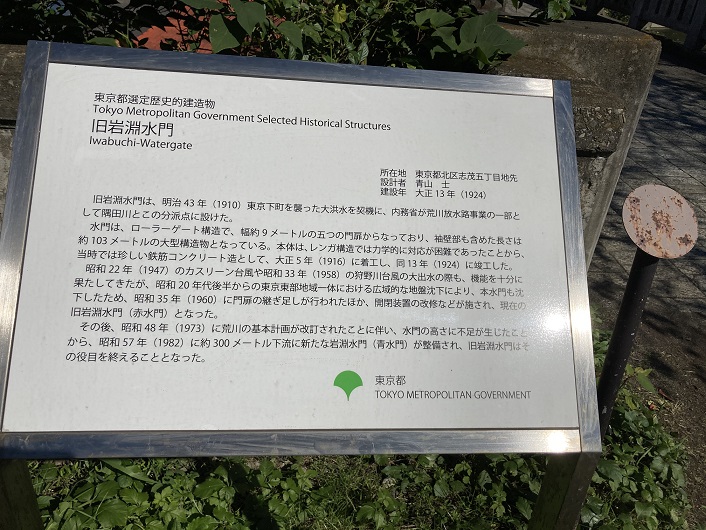 東京都選定歴史的建造物
Tokyo Metropolitan Government Selected Historical Structures
旧岩淵水門
Iwabuchi-Watergate
所在地 東京都北区志茂五丁目地先
設計者 青山 士
建設年 大正13年（1924）
旧岩淵水門は、明治43年（1910）東京下町を襲った大洪水を契機に、内務省が荒川放水路事業の一部と
して隅田川とこの分派点に設けた。
水門は、ローラーゲート構造で、幅約9メートルの五つの門扉からなっており、袖壁部も含めた長さは
約103メートルの大型構造物となっている。本体は、レンガ構造では力学的に対応が困難であったことから、
当時では珍しい鉄筋コンクリート造として、大正5年（1916）に着工し、同13年（1924）に竣工した。
昭和22年（1947）のカスリーン台風や昭和33年（1958）の狩野川台風の大出水の際も、機能を十分に
果たしてきたが、昭和20年代後半からの東京東部地域一体における広域的な地盤沈下により、本水門も沈
下したため、昭和35年（1960）に門扉の継ぎ足しが行われたほか、開閉装置の改修などが施され、現在の
旧岩淵水門（赤水門）となった。
その後、昭和48年（1973）に荒川の基本計画が改訂されたことに伴い、水門の高さに不足が生じたこと
から、昭和57年（1982）に約300メートル下流に新たな岩淵水門（青水門）が整備され、旧岩淵水門はそ
の役目を終えることとなった。
東京都
TOKYO METROPOLITAN GOVERNMENT